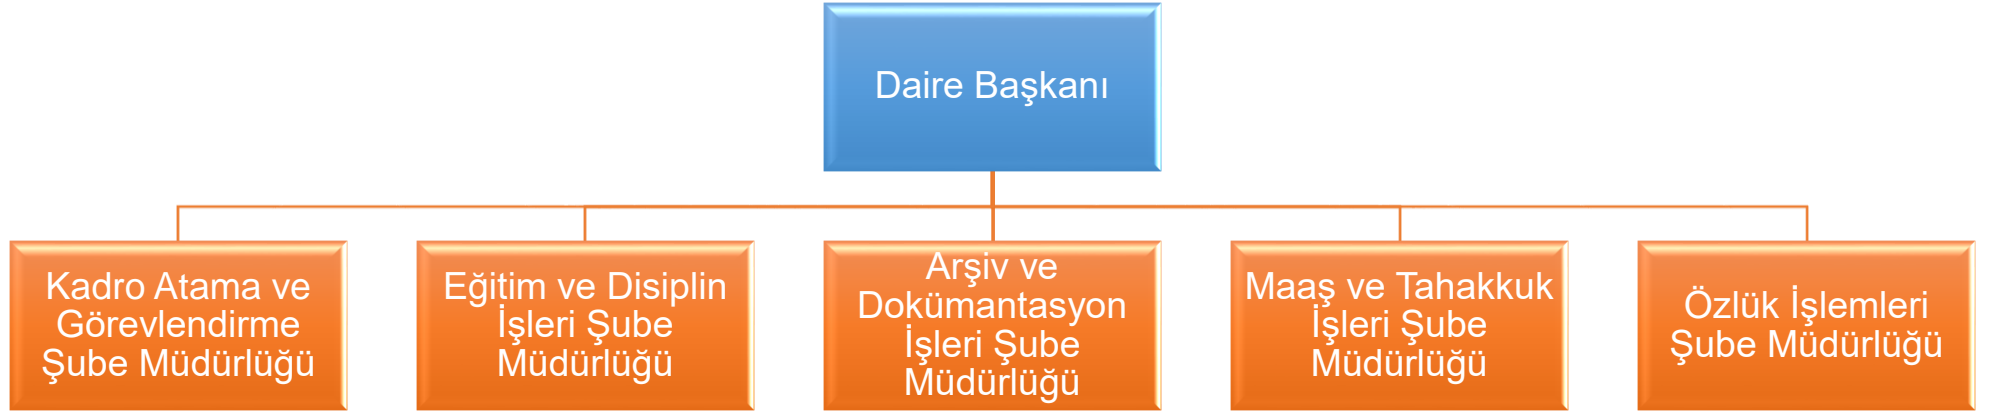 Daire Başkanı
Kadro Atama ve
Görevlendirme
Şube Müdürlüğü
Eğitim ve Disiplin
İşleri Şube
Müdürlüğü
Arşiv ve
Dokümantasyon
İşleri Şube
Müdürlüğü
Maaş ve Tahakkuk
İşleri Şube
Müdürlüğü
Özlük İşlemleri
Şube Müdürlüğü